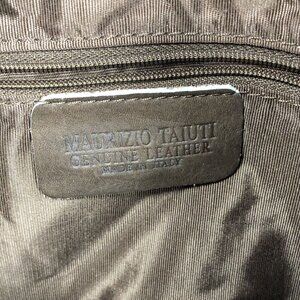 MAURIZIO TAIUTI
GENUINE LEATHER
MADE IN ITALY